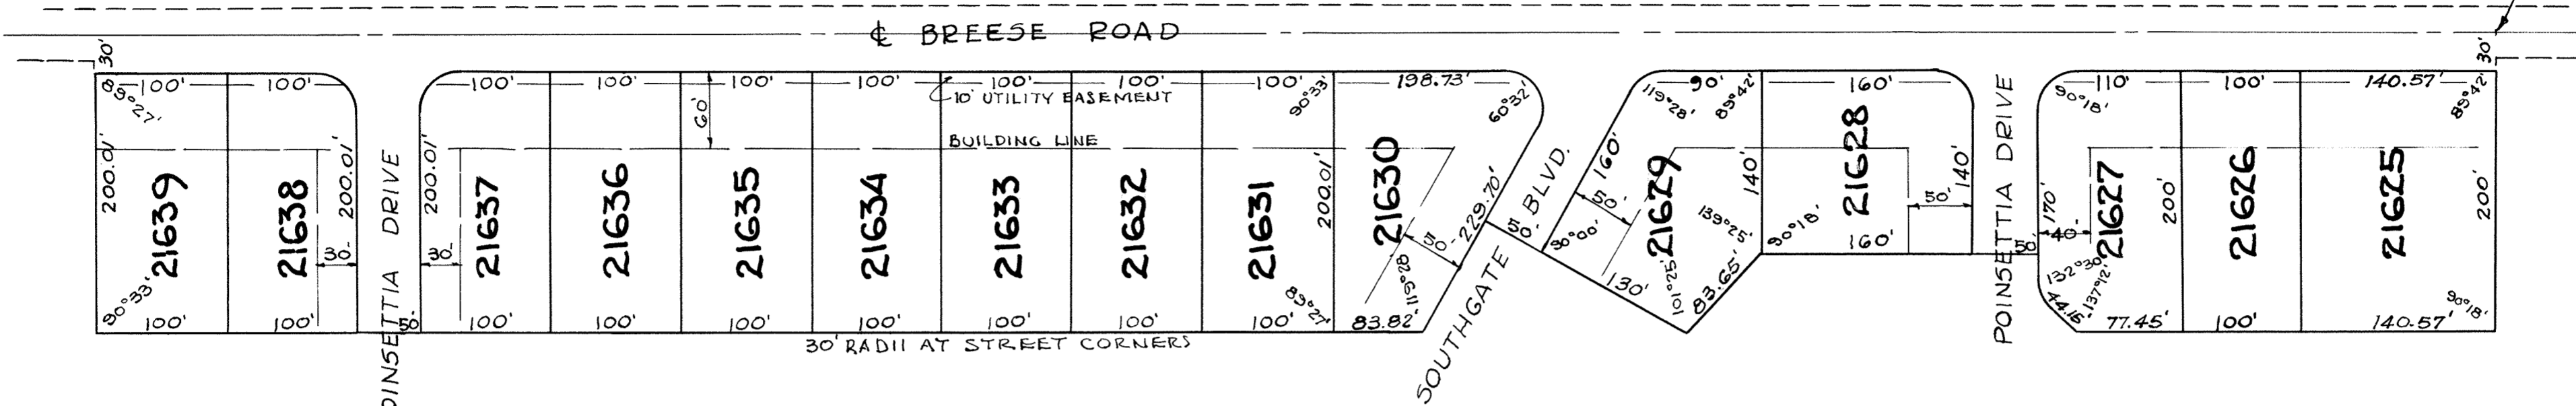 ℄ BREESE ROAD
30'
30'
100' 100' 100' 100' 100' 100' 100' 100' 100' 198.73' 90' 160' 110' 100' 140.57'
89°27' 90°33' 60°32' 119°28' 89°42' 90°18' 89°42'
10' UTILITY EASEMENT
60'
BUILDING LINE
200.01' 200.01' 200.01' 200.01' 229.70' 160' 140' 140' 170' 200' 200'
21639 21638 21637 21636 21635 21634 21633 21632 21631 21630 21629 21628 21627 21626 21625
POINSETTIA DRIVE
30' 30'
50' 50' 50' 50' 40' 50'
SOUTHGATE BLVD.
90°00' 139°25' 90°18'
POINSETTIA DRIVE
90°33' 89°27' 119°28' 101°25' 132°30' 137°12' 90°18'
130' 83.65' 160' 44.15'
100' 100' 50' 100' 100' 100' 100' 100' 100' 100' 83.82' 77.45' 100' 140.57'
30' RADII AT STREET CORNERS